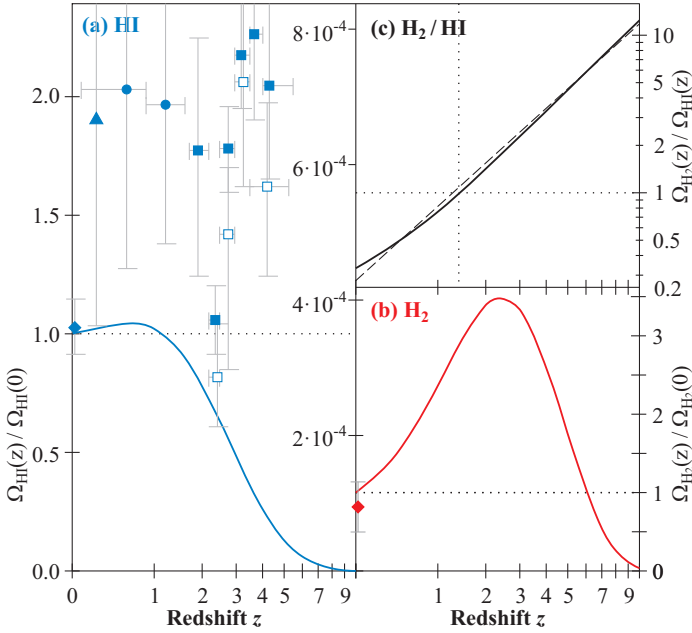 (a) HI
2.0
1.5
1.0
0.5
0.0
Ω_HI(z) / Ω_HI(0)
0 1 2 3 4 5 7 9
Redshift z
8·10⁻⁴
6·10⁻⁴
4·10⁻⁴
2·10⁻⁴
(c) H₂ / HI
10
5
2
1
0.5
0.2
Ω_H₂(z) / Ω_HI(z)
(b) H₂
3
2
1
0
Ω_H₂(z) / Ω_H₂(0)
0 1 2 3 4 5 7 9
Redshift z